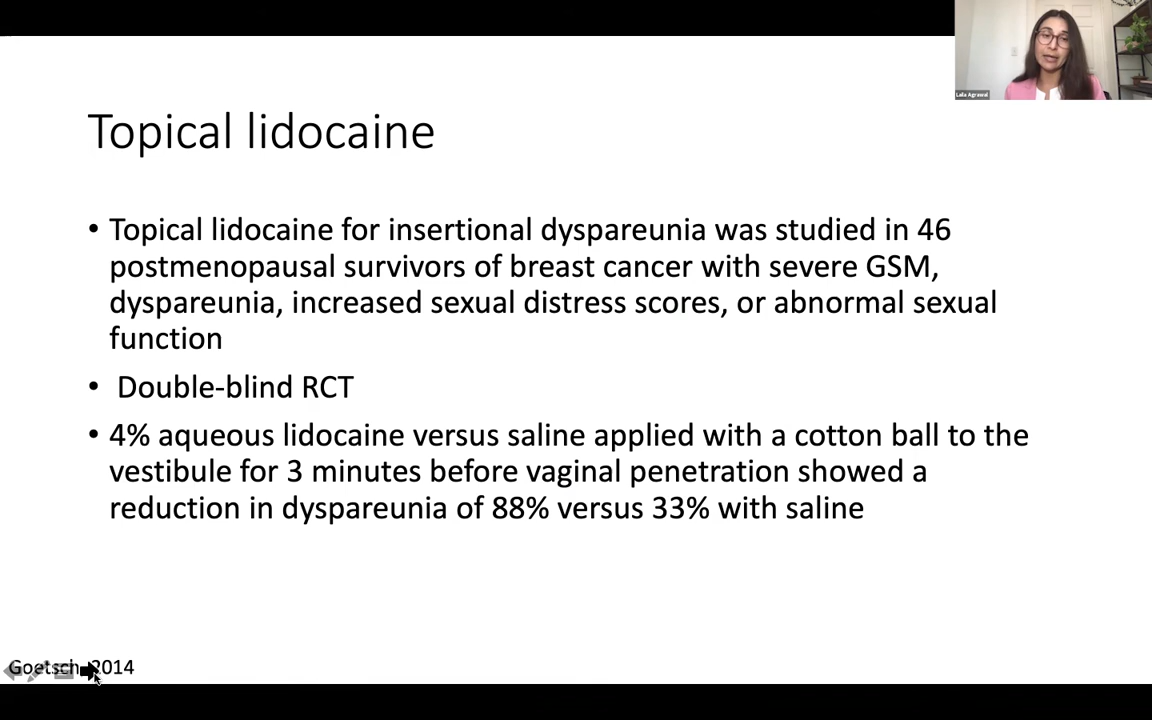 Laila Agrawal
Topical lidocaine
• Topical lidocaine for insertional dyspareunia was studied in 46
postmenopausal survivors of breast cancer with severe GSM,
dyspareunia, increased sexual distress scores, or abnormal sexual
function
• Double-blind RCT
• 4% aqueous lidocaine versus saline applied with a cotton ball to the
vestibule for 3 minutes before vaginal penetration showed a
reduction in dyspareunia of 88% versus 33% with saline
Goetsch, 2014